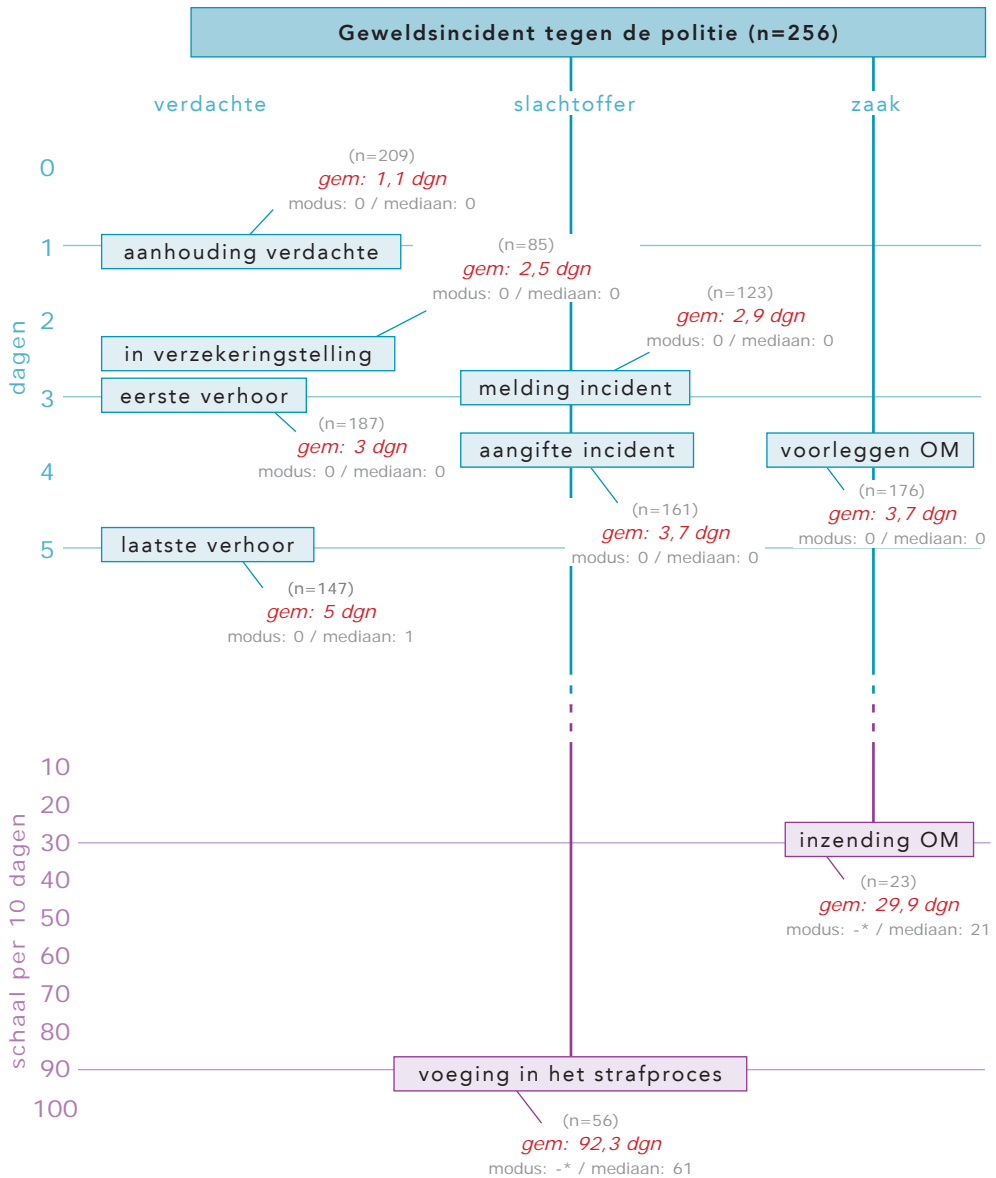 Geweldsincident tegen de politie (n=256)
verdachte
slachtoffer
zaak
dagen
0
(n=209)
gem: 1,1 dgn
modus: 0 / mediaan: 0
1
aanhouding verdachte
(n=85)
gem: 2,5 dgn
modus: 0 / mediaan: 0
2
(n=123)
gem: 2,9 dgn
modus: 0 / mediaan: 0
in verzekeringstelling
3
eerste verhoor
melding incident
(n=187)
gem: 3 dgn
modus: 0 / mediaan: 0
4
aangifte incident
voorleggen OM
(n=161)
gem: 3,7 dgn
modus: 0 / mediaan: 0
(n=176)
gem: 3,7 dgn
modus: 0 / mediaan: 0
5
laatste verhoor
(n=147)
gem: 5 dgn
modus: 0 / mediaan: 1
schaal per 10 dagen
10
20
30
inzending OM
40
(n=23)
gem: 29,9 dgn
modus: -* / mediaan: 21
50
60
70
80
90
voeging in het strafproces
100
(n=56)
gem: 92,3 dgn
modus: -* / mediaan: 61